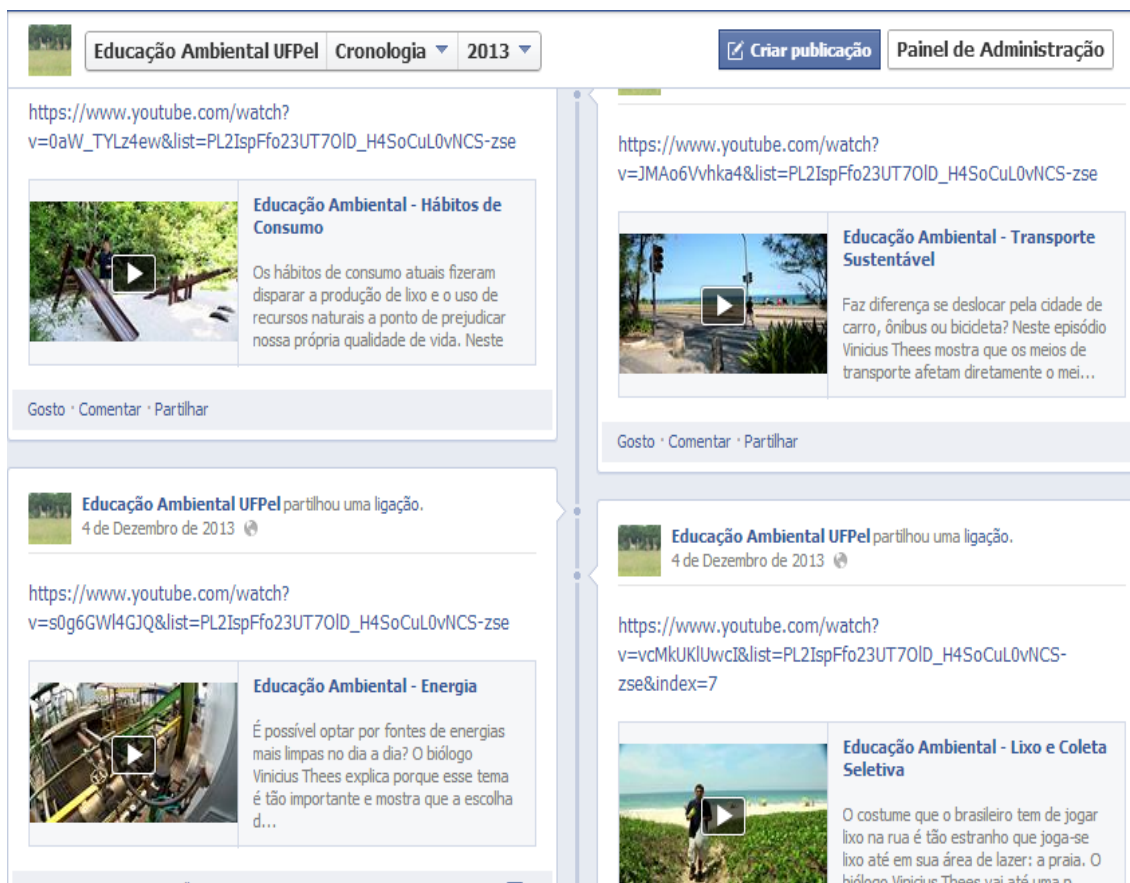 Educação Ambiental UFPel Cronologia 2013
Criar publicação Painel de Administração
https://www.youtube.com/watch?
v=0aW_TYLz4ew&list=PL2IspFfo23UT7OlD_H4SoCuL0vNCS-zse
Educação Ambiental - Hábitos de
Consumo
Os hábitos de consumo atuais fizeram
disparar a produção de lixo e o uso de
recursos naturais a ponto de prejudicar
nossa própria qualidade de vida. Neste
Gosto · Comentar · Partilhar
Educação Ambiental UFPel partilhou uma ligação.
4 de Dezembro de 2013
https://www.youtube.com/watch?
v=s0g6GWl4GJQ&list=PL2IspFfo23UT7OlD_H4SoCuL0vNCS-zse
Educação Ambiental - Energia
É possível optar por fontes de energias
mais limpas no dia a dia? O biólogo
Vinicius Thees explica porque esse tema
é tão importante e mostra que a escolha
d...
https://www.youtube.com/watch?
v=JMAo6Vvhka4&list=PL2IspFfo23UT7OlD_H4SoCuL0vNCS-zse
Educação Ambiental - Transporte
Sustentável
Faz diferença se deslocar pela cidade de
carro, ônibus ou bicicleta? Neste episódio
Vinicius Thees mostra que os meios de
transporte afetam diretamente o mei...
Gosto · Comentar · Partilhar
Educação Ambiental UFPel partilhou uma ligação.
4 de Dezembro de 2013
https://www.youtube.com/watch?
v=vcMkUKlUwcI&list=PL2IspFfo23UT7OlD_H4SoCuL0vNCS-
zse&index=7
Educação Ambiental - Lixo e Coleta
Seletiva
O costume que o brasileiro tem de jogar
lixo na rua é tão estranho que joga-se
lixo até em sua área de lazer: a praia. O
biólogo Vinicius Thees vai até uma p...